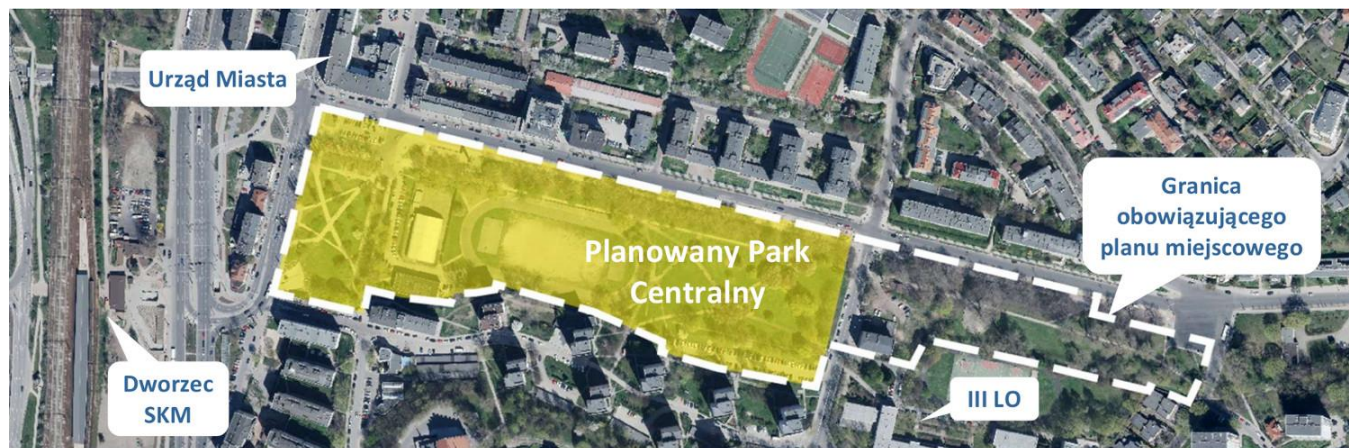 Urząd Miasta
Planowany Park
Centralny
Granica
obowiązującego
planu miejscowego
Dworzec
SKM
III LO